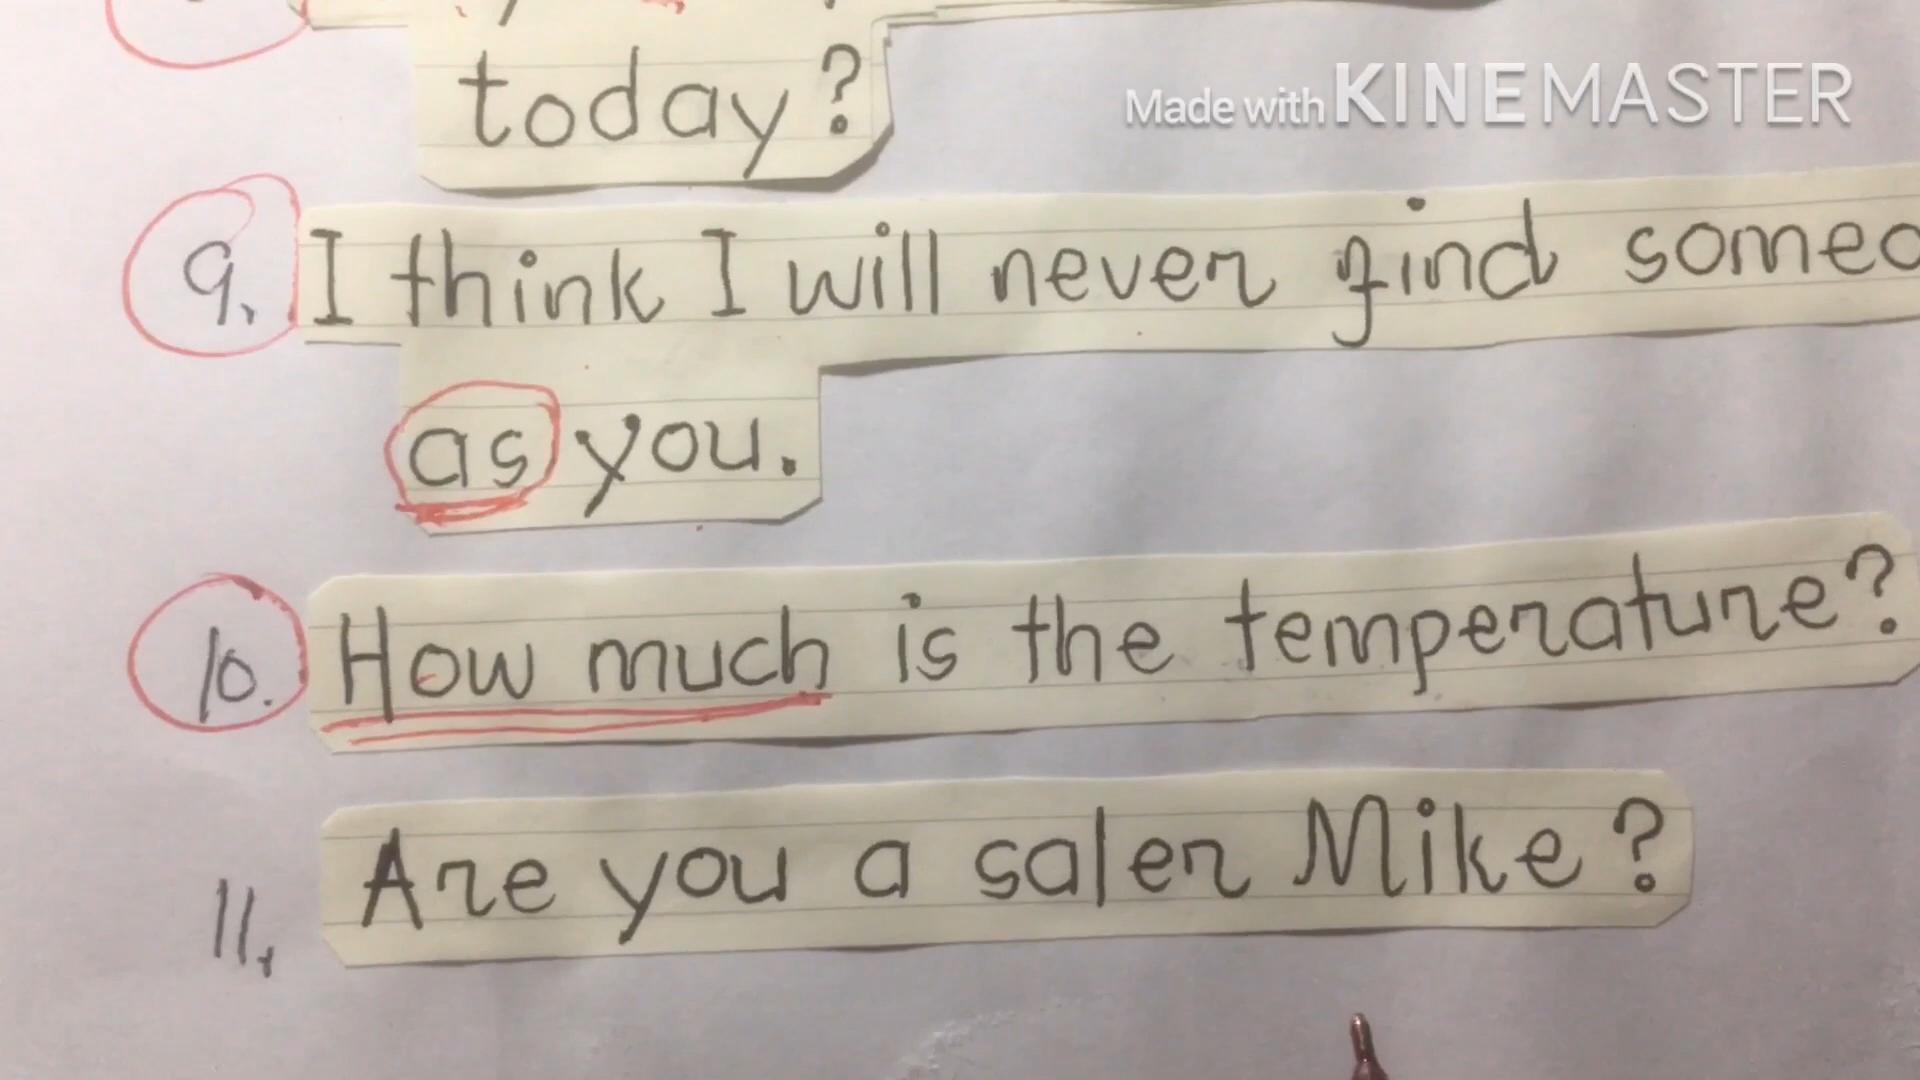 today?
Made with KINEMASTER
9. I think I will never find
as you.
10. How much is the temperature?
11. Are you a saler Mike?